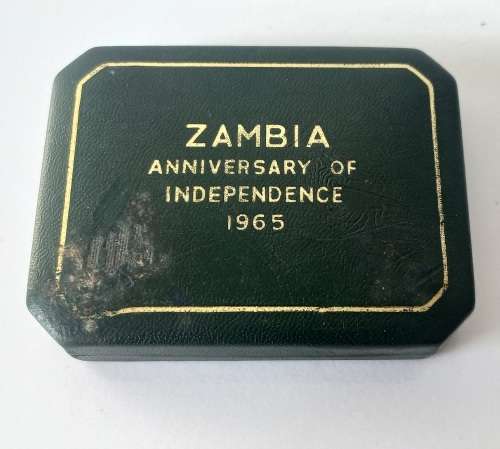 ZAMBIA
ANNIVERSARY OF
INDEPENDENCE
1965